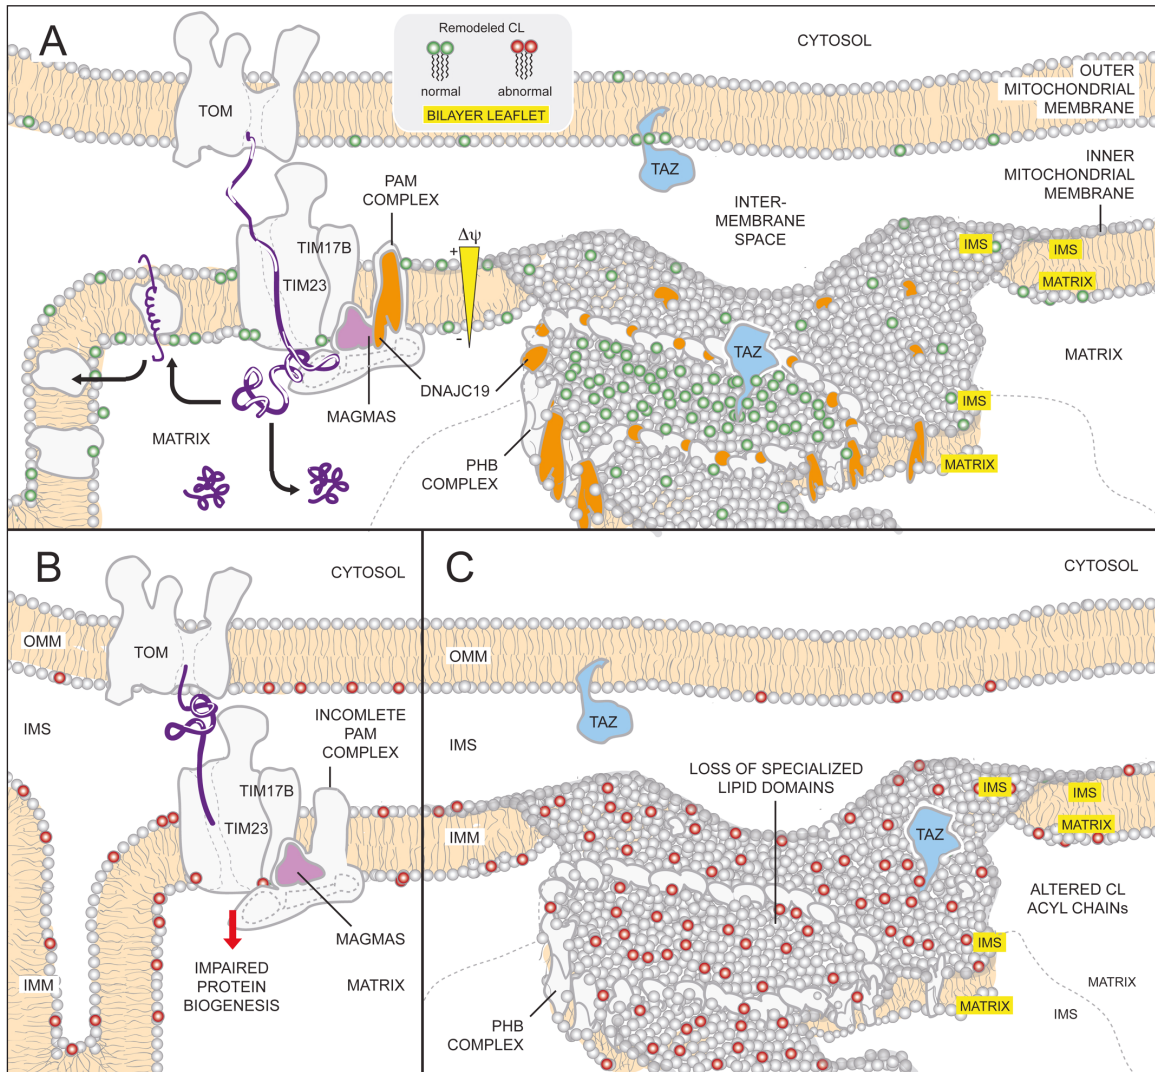 A
Remodeled CL
normal
abnormal
BILAYER LEAFLET
CYTOSOL
OUTER
MITOCHONDRIAL
MEMBRANE
TOM
TAZ
INNER
MITOCHONDRIAL
MEMBRANE
PAM
COMPLEX
INTER-
MEMBRANE
SPACE
TIM17B
TIM23
+
Δψ
-
IMS
IMS
MATRIX
MATRIX
TAZ
DNAJC19
MAGMAS
IMS
MATRIX
PHB
COMPLEX
MATRIX
B
CYTOSOL
OMM
TOM
IMS
INCOMLETE
PAM
COMPLEX
TIM17B
TIM23
MAGMAS
IMPAIRED
PROTEIN
BIOGENESIS
MATRIX
IMM
C
CYTOSOL
OMM
TAZ
IMS
LOSS OF SPECIALIZED
LIPID DOMAINS
IMS
IMS
MATRIX
IMM
TAZ
ALTERED CL
ACYL CHAINs
IMS
MATRIX
MATRIX
IMS
PHB
COMPLEX